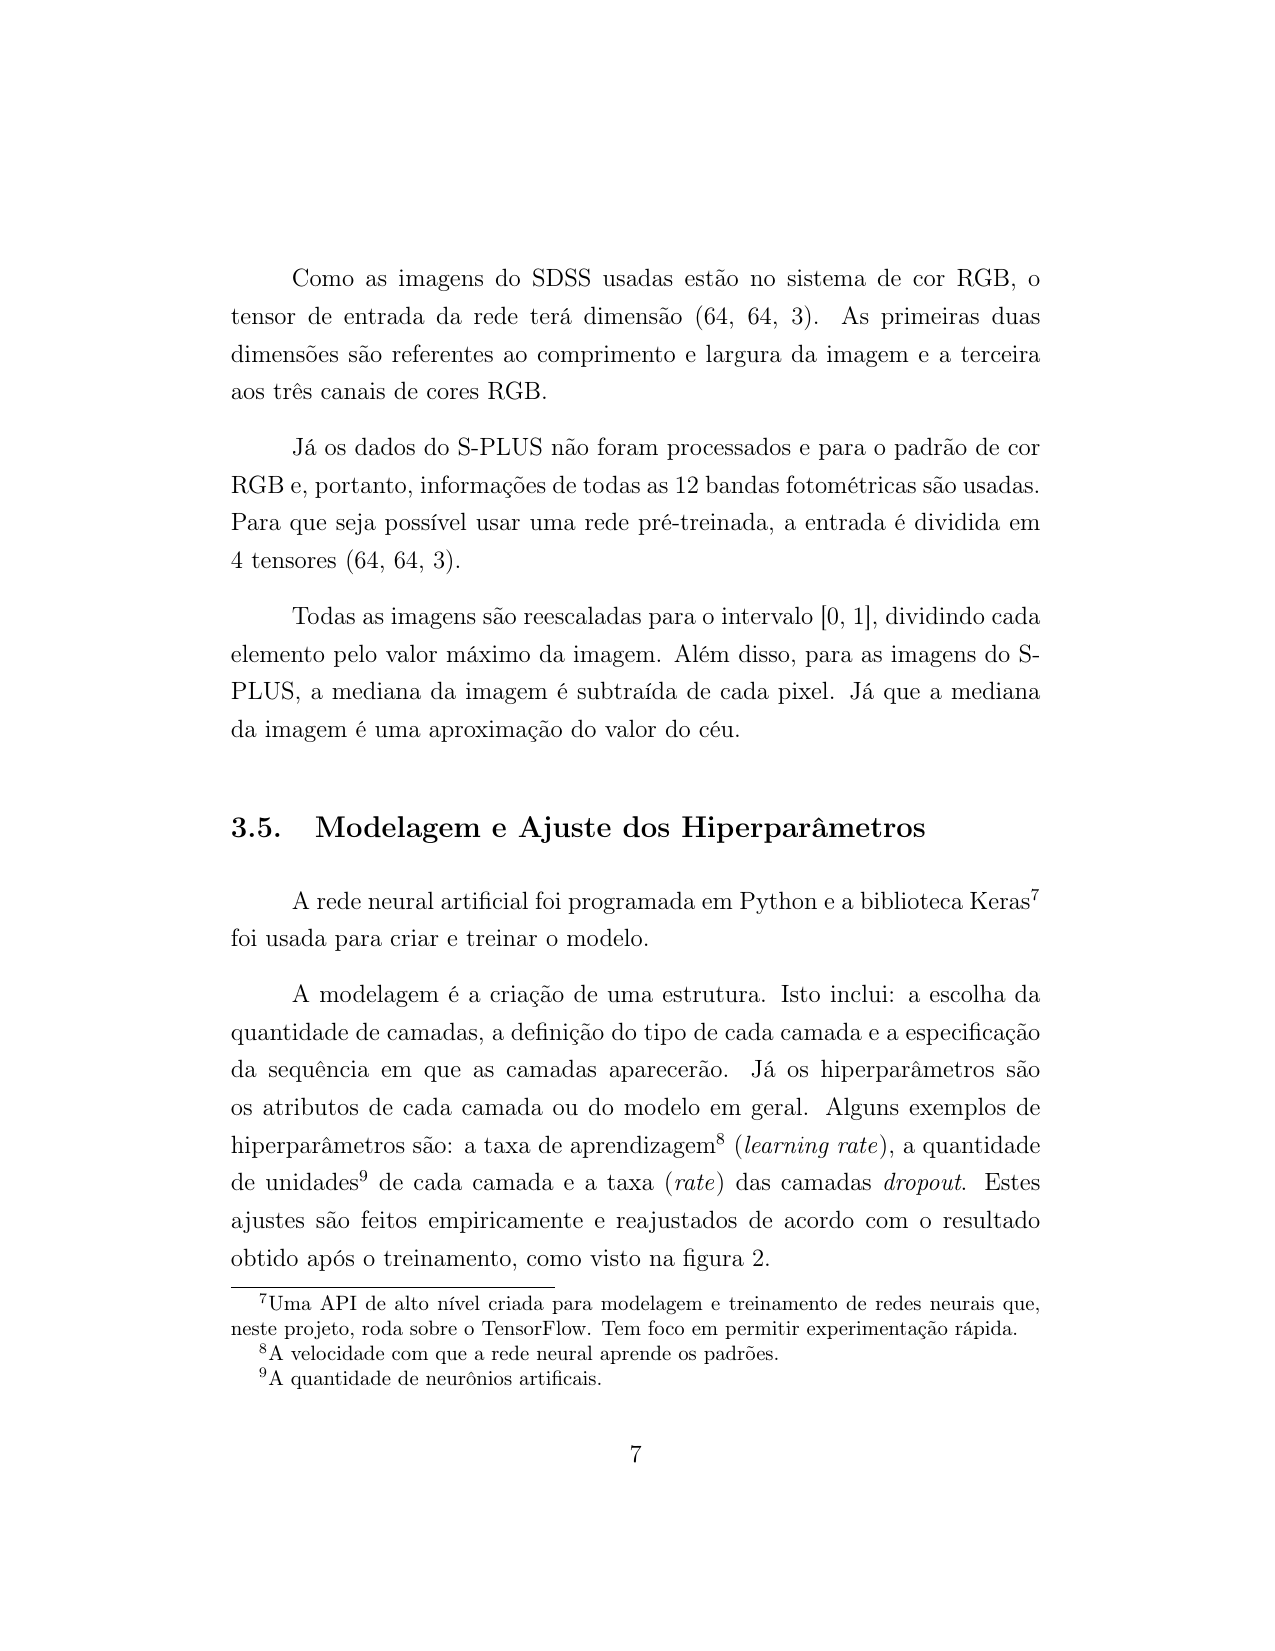 Como as imagens do SDSS usadas estão no sistema de cor RGB, o
tensor de entrada da rede terá dimensão (64, 64, 3). As primeiras duas
dimensões são referentes ao comprimento e largura da imagem e a terceira
aos três canais de cores RGB.
Já os dados do S-PLUS não foram processados e para o padrão de cor
RGB e, portanto, informações de todas as 12 bandas fotométricas são usadas.
Para que seja possível usar uma rede pré-treinada, a entrada é dividida em
4 tensores (64, 64, 3).
Todas as imagens são reescaladas para o intervalo [0, 1], dividindo cada
elemento pelo valor máximo da imagem. Além disso, para as imagens do S-
PLUS, a mediana da imagem é subtraída de cada pixel. Já que a mediana
da imagem é uma aproximação do valor do céu.
3.5. Modelagem e Ajuste dos Hiperparâmetros
A rede neural artificial foi programada em Python e a biblioteca Keras⁷
foi usada para criar e treinar o modelo.
A modelagem é a criação de uma estrutura. Isto inclui: a escolha da
quantidade de camadas, a definição do tipo de cada camada e a especificação
da sequência em que as camadas aparecerão. Já os hiperparâmetros são
os atributos de cada camada ou do modelo em geral. Alguns exemplos de
hiperparâmetros são: a taxa de aprendizagem⁸ (learning rate), a quantidade
de unidades⁹ de cada camada e a taxa (rate) das camadas dropout. Estes
ajustes são feitos empiricamente e reajustados de acordo com o resultado
obtido após o treinamento, como visto na figura 2.
⁷Uma API de alto nível criada para modelagem e treinamento de redes neurais que,
neste projeto, roda sobre o TensorFlow. Tem foco em permitir experimentação rápida.
⁸A velocidade com que a rede neural aprende os padrões.
⁹A quantidade de neurônios artificais.
7